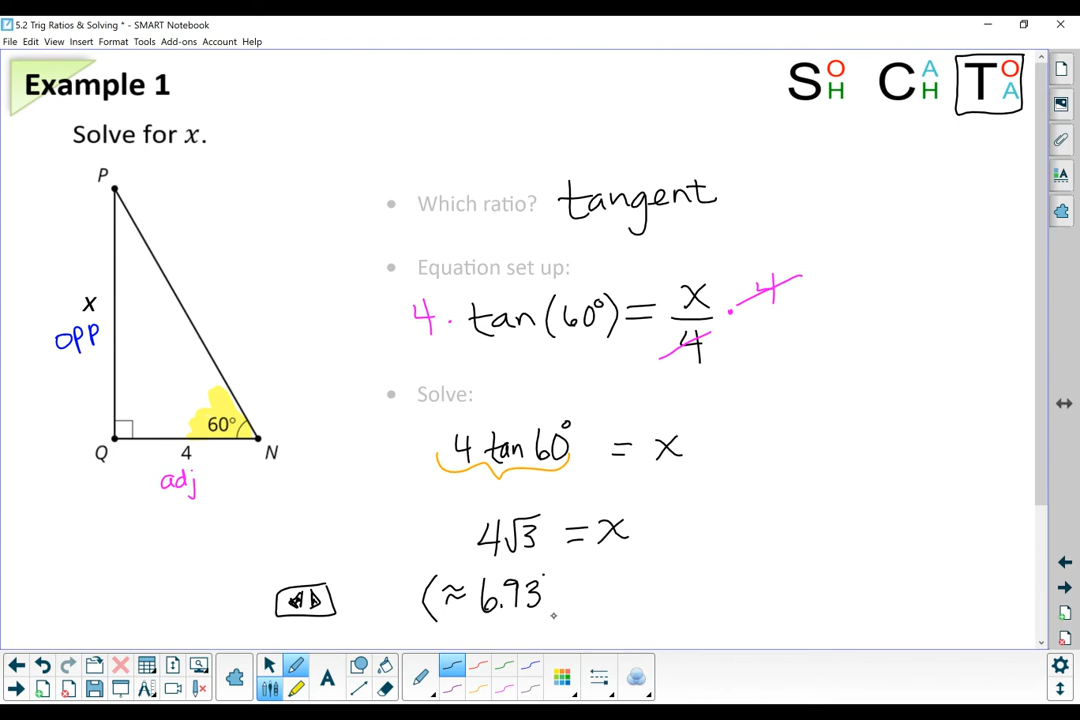 5.2 Trig Ratios & Solving * - SMART Notebook
File Edit View Insert Format Tools Add-ons Account Help
Example 1
S O H C A H T O A
Solve for x.
P
Which ratio? tangent
Equation set up:
4 · tan(60°) = x/4 · 4
x
opp
Solve:
60°
4 tan 60° = x
Q 4 N
adj
4√3 = x
(≈ 6.93